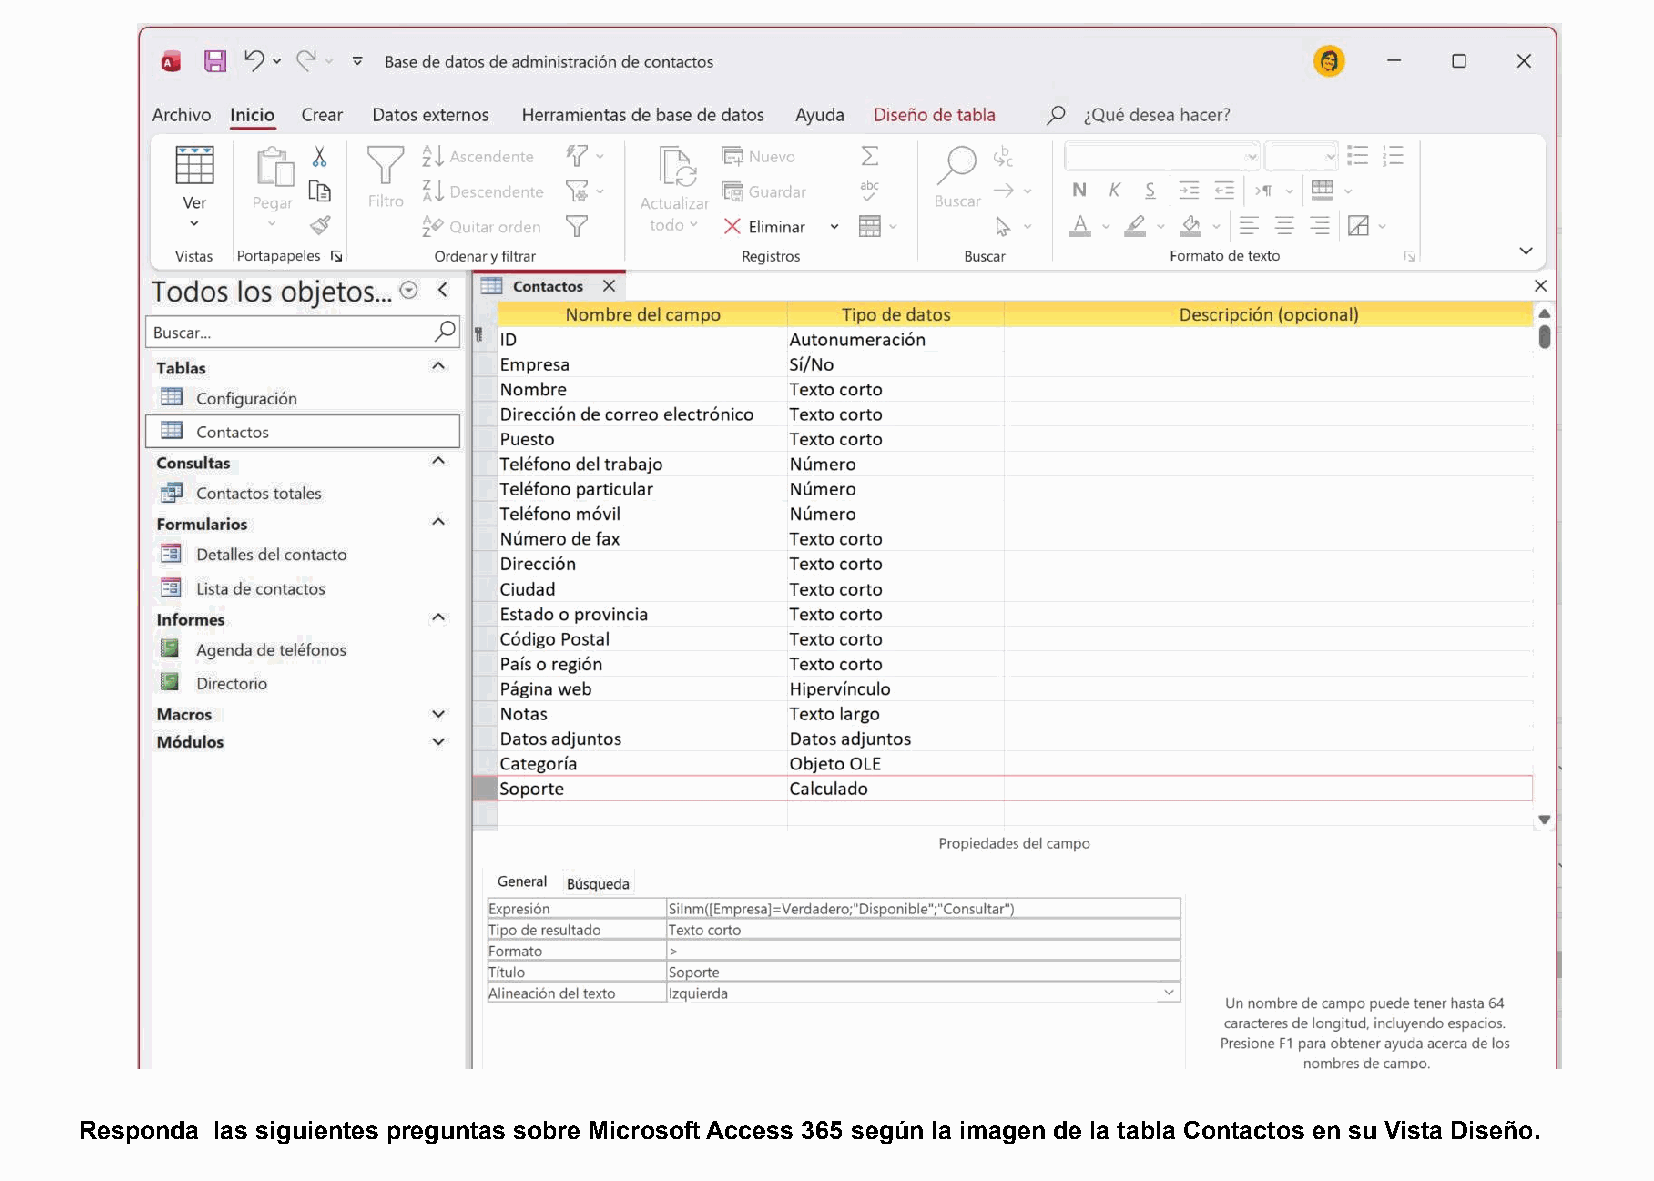 Base de datos de administración de contactos
Archivo Inicio Crear Datos externos Herramientas de base de datos Ayuda Diseño de tabla ¿Qué desea hacer?
Ver
Vistas
Pegar
Portapapeles
Filtro
Ascendente
Descendente
Quitar orden
Ordenar y filtrar
Actualizar
todo
Nuevo
Guardar
Eliminar
Registros
Buscar
Buscar
N K S
Formato de texto
Todos los objetos...
Buscar...
Tablas
Configuración
Contactos
Consultas
Contactos totales
Formularios
Detalles del contacto
Lista de contactos
Informes
Agenda de teléfonos
Directorio
Macros
Módulos
Contactos
Nombre del campo Tipo de datos Descripción (opcional)
ID Autonumeración
Empresa Sí/No
Nombre Texto corto
Dirección de correo electrónico Texto corto
Puesto Texto corto
Teléfono del trabajo Número
Teléfono particular Número
Teléfono móvil Número
Número de fax Texto corto
Dirección Texto corto
Ciudad Texto corto
Estado o provincia Texto corto
Código Postal Texto corto
País o región Texto corto
Página web Hipervínculo
Notas Texto largo
Datos adjuntos Datos adjuntos
Categoría Objeto OLE
Soporte Calculado
Propiedades del campo
General Búsqueda
Expresión SiInm([Empresa]=Verdadero;"Disponible";"Consultar")
Tipo de resultado Texto corto
Formato >
Título Soporte
Alineación del texto Izquierda
Un nombre de campo puede tener hasta 64
caracteres de longitud, incluyendo espacios.
Presione F1 para obtener ayuda acerca de los
nombres de campo.
Responda las siguientes preguntas sobre Microsoft Access 365 según la imagen de la tabla Contactos en su Vista Diseño.